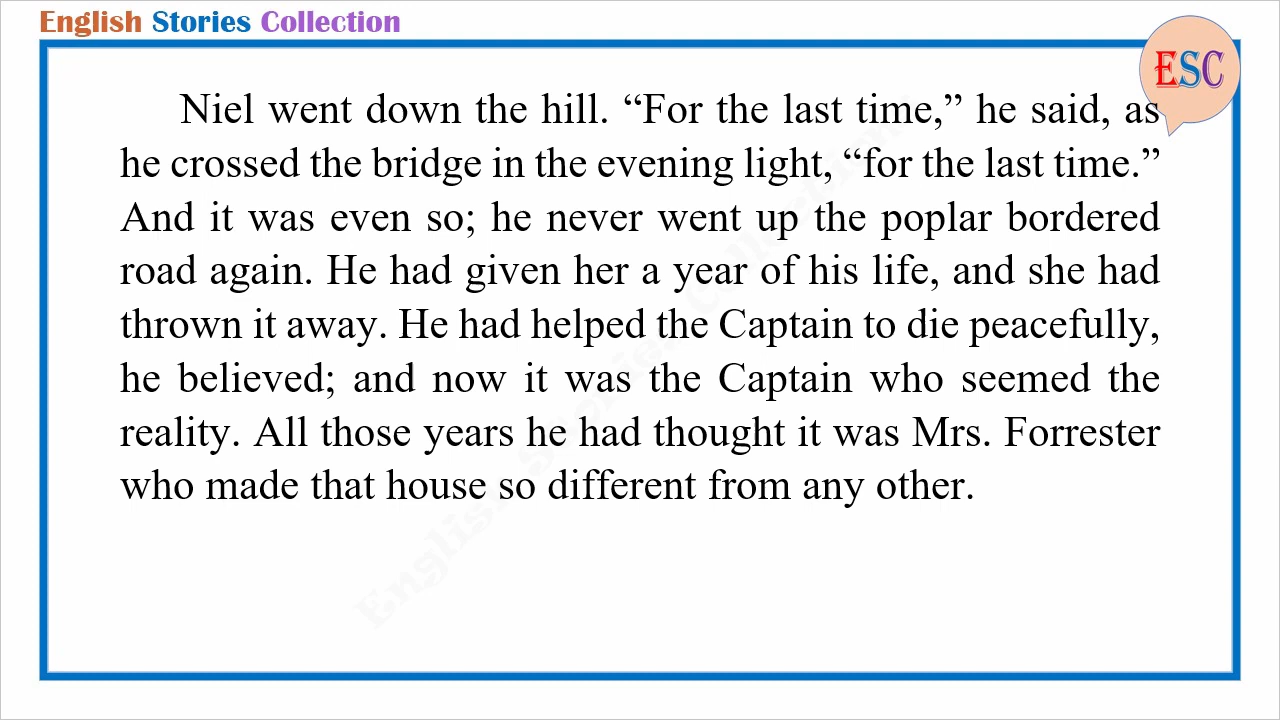 English Stories Collection
ESC
Niel went down the hill. “For the last time,” he said, as
he crossed the bridge in the evening light, “for the last time.”
And it was even so; he never went up the poplar bordered
road again. He had given her a year of his life, and she had
thrown it away. He had helped the Captain to die peacefully,
he believed; and now it was the Captain who seemed the
reality. All those years he had thought it was Mrs. Forrester
who made that house so different from any other.
English Stories Collection